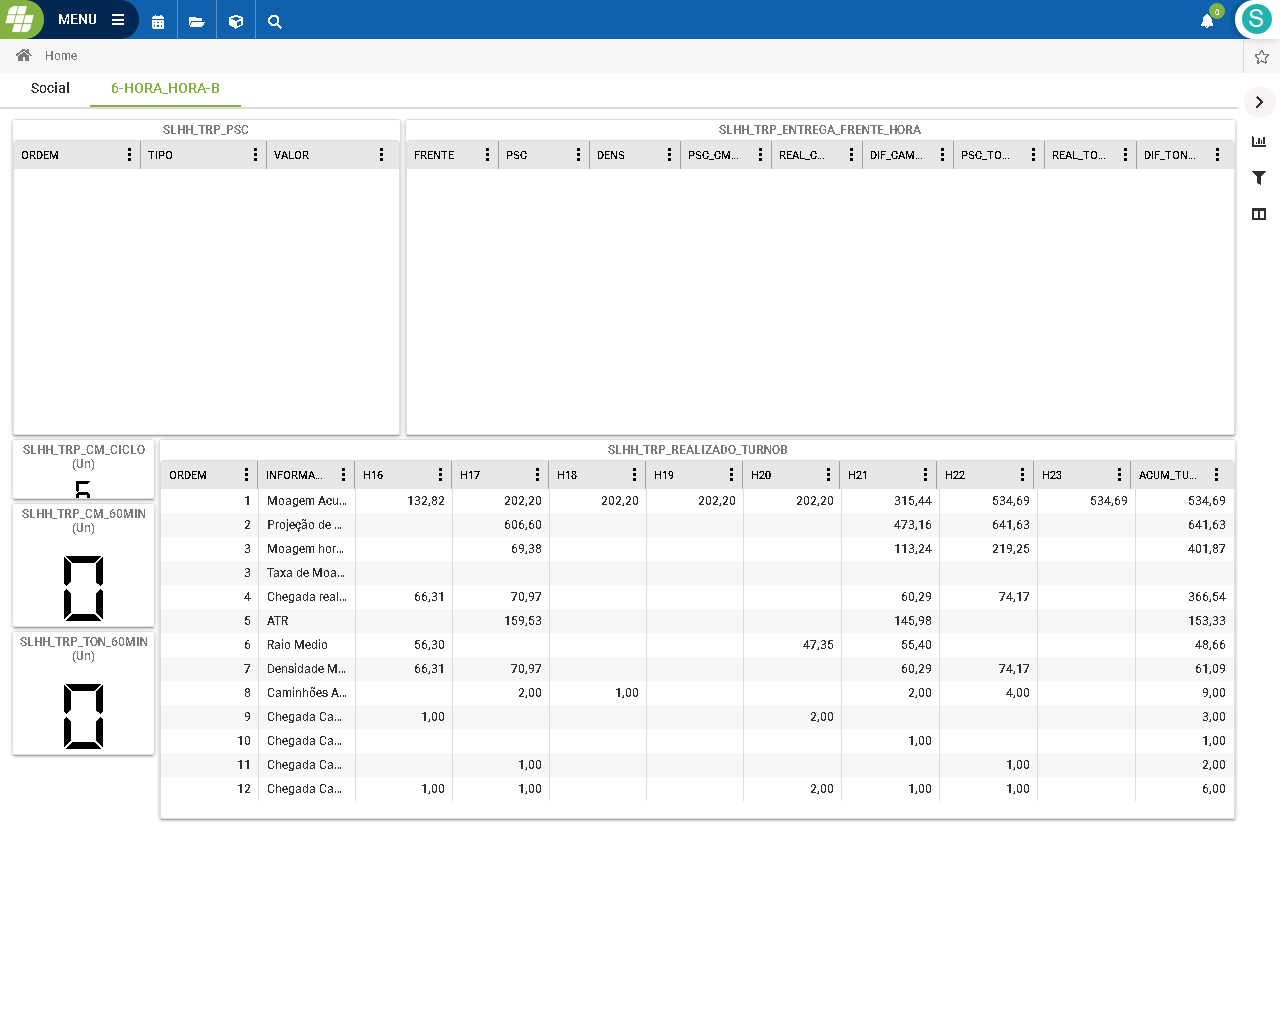 MENU
0
S
Home
Social 6-HORA_HORA-B
SLHH_TRP_PSC
ORDEM TIPO VALOR
SLHH_TRP_ENTREGA_FRENTE_HORA
FRENTE PSC DENS PSC_CM... REAL_C... DIF_CAM... PSC_TO... REAL_TO... DIF_TON...
SLHH_TRP_CM_CICLO
(Un)
SLHH_TRP_CM_60MIN
(Un)
0
SLHH_TRP_TON_60MIN
(Un)
0
SLHH_TRP_REALIZADO_TURNOB
ORDEM INFORMA... H16 H17 H18 H19 H20 H21 H22 H23 ACUM_TU...
1 Moagem Acu... 132,82 202,20 202,20 202,20 202,20 315,44 534,69 534,69 534,69
2 Projeção de ... 606,60 473,16 641,63 641,63
3 Moagem hor... 69,38 113,24 219,25 401,87
3 Taxa de Moa...
4 Chegada real... 66,31 70,97 60,29 74,17 366,54
5 ATR 159,53 145,98 153,33
6 Raio Medio 56,30 47,35 55,40 48,66
7 Densidade M... 66,31 70,97 60,29 74,17 61,09
8 Caminhões A... 2,00 1,00 2,00 4,00 9,00
9 Chegada Ca... 1,00 2,00 3,00
10 Chegada Ca... 1,00 1,00
11 Chegada Ca... 1,00 1,00 2,00
12 Chegada Ca... 1,00 1,00 2,00 1,00 1,00 6,00